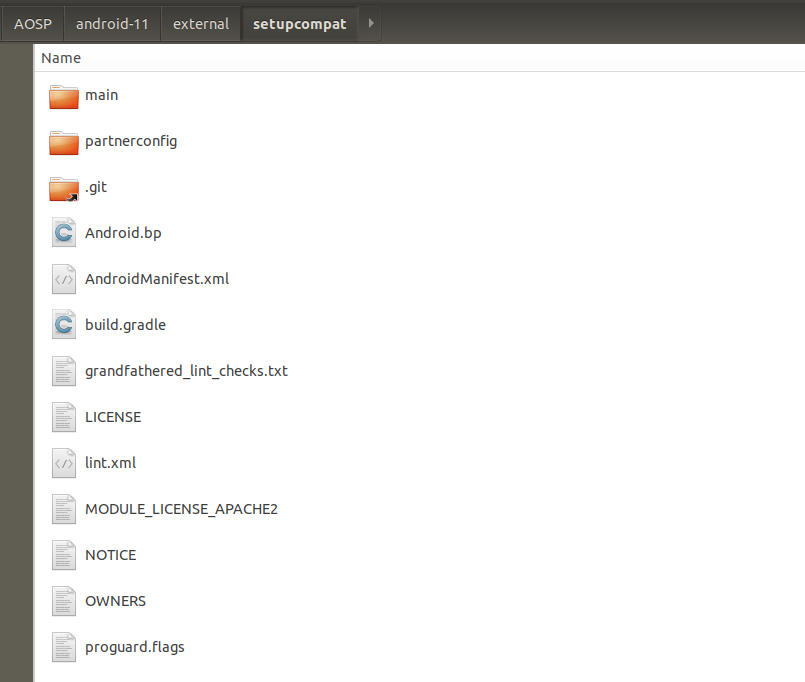 AOSP android-11 external setupcompat
Name
main
partnerconfig
.git
Android.bp
AndroidManifest.xml
build.gradle
grandfathered_lint_checks.txt
LICENSE
lint.xml
MODULE_LICENSE_APACHE2
NOTICE
OWNERS
proguard.flags